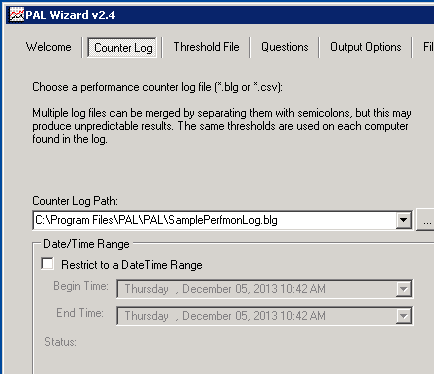 PAL Wizard v2.4
Welcome Counter Log Threshold File Questions Output Options Fil
Choose a performance counter log file (*.blg or *.csv):
Multiple log files can be merged by separating them with semicolons, but this may
produce unpredictable results. The same thresholds are used on each computer
found in the log.
Counter Log Path:
C:\Program Files\PAL\PAL\SamplePerfmonLog.blg ...
Date/Time Range
Restrict to a DateTime Range
Begin Time: Thursday , December 05, 2013 10:42 AM
End Time: Thursday , December 05, 2013 10:42 AM
Status: